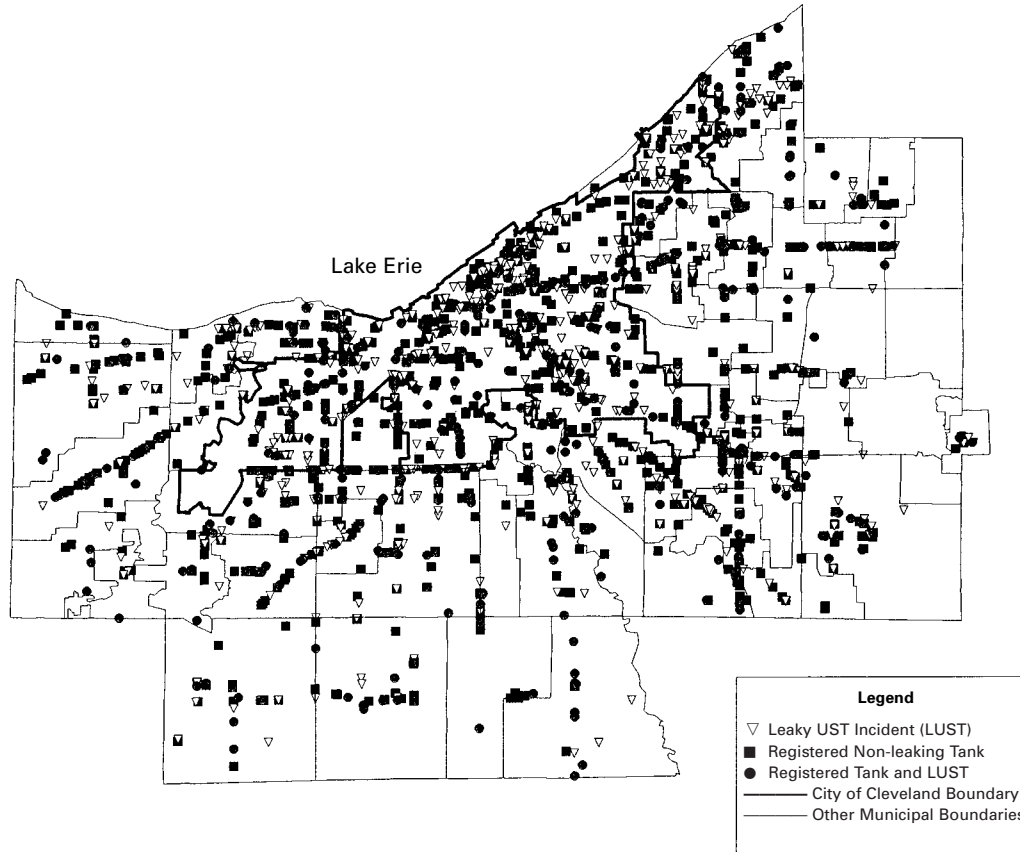 Lake Erie
Legend
Leaky UST Incident (LUST)
Registered Non-leaking Tank
Registered Tank and LUST
City of Cleveland Boundary
Other Municipal Boundaries